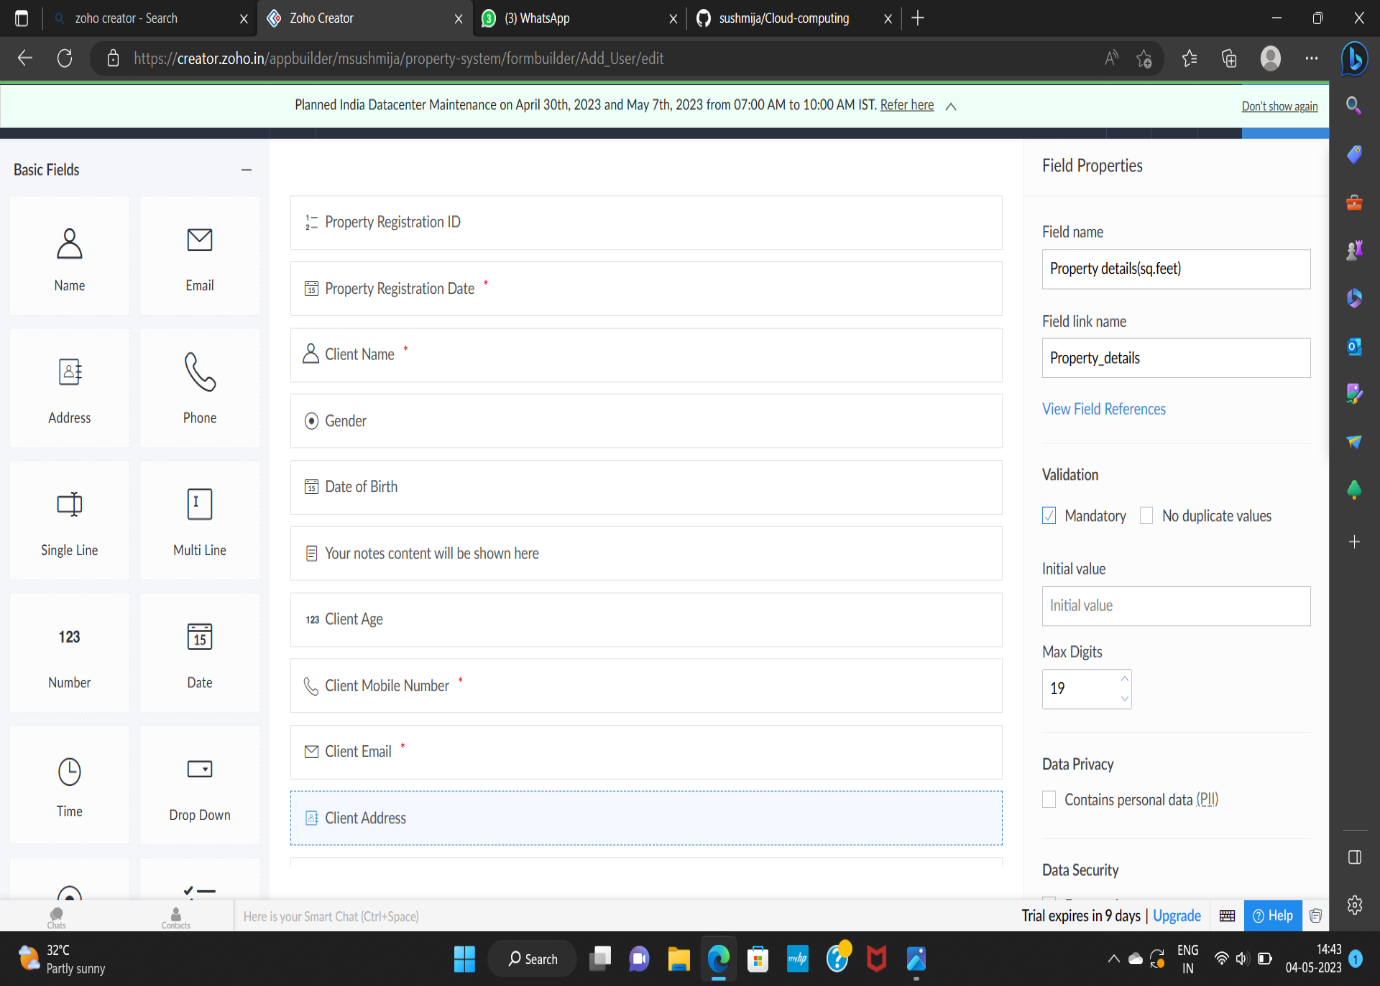 zoho creator - Search
Zoho Creator
(3) WhatsApp
sushmija/Cloud-computing
https://creator.zoho.in/appbuilder/msushmija/property-system/formbuilder/Add_User/edit
Planned India Datacenter Maintenance on April 30th, 2023 and May 7th, 2023 from 07:00 AM to 10:00 AM IST. Refer here
Don't show again
Basic Fields
Name
Email
Address
Phone
Single Line
Multi Line
123
Number
15
Date
Time
Drop Down
Property Registration ID
Property Registration Date *
Client Name *
Gender
Date of Birth
Your notes content will be shown here
123 Client Age
Client Mobile Number *
Client Email *
Client Address
Field Properties
Field name
Property details(sq.feet)
Field link name
Property_details
View Field References
Validation
Mandatory
No duplicate values
Initial value
Initial value
Max Digits
19
Data Privacy
Contains personal data (PII)
Data Security
Chats
Contacts
Here is your Smart Chat (Ctrl+Space)
Trial expires in 9 days | Upgrade
Help
32°C
Partly sunny
Search
ENG
IN
14:43
04-05-2023
1